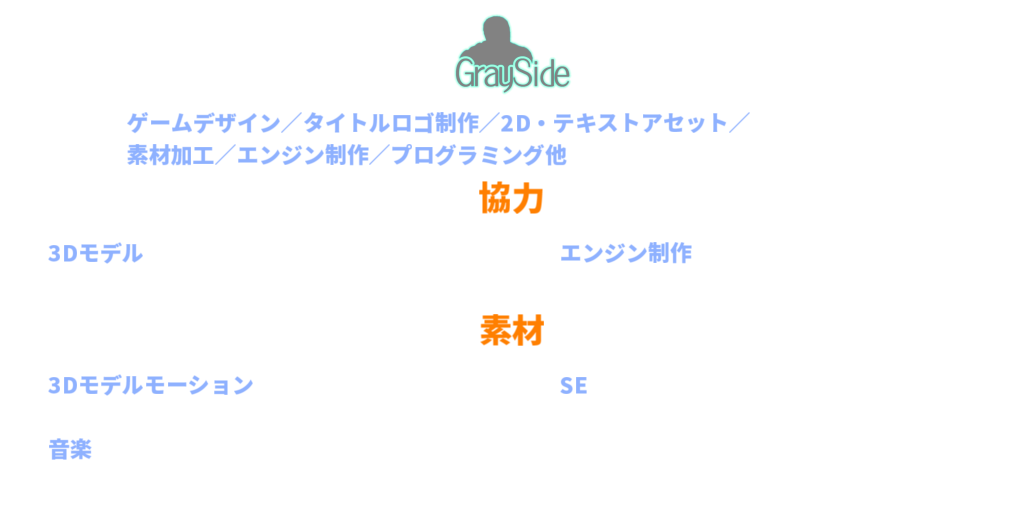 GraySide
ゲームデザイン／タイトルロゴ制作／2D・テキストアセット／
素材加工／エンジン制作／プログラミング他
協力
3Dモデル
エンジン制作
素材
3Dモデルモーション
SE
音楽